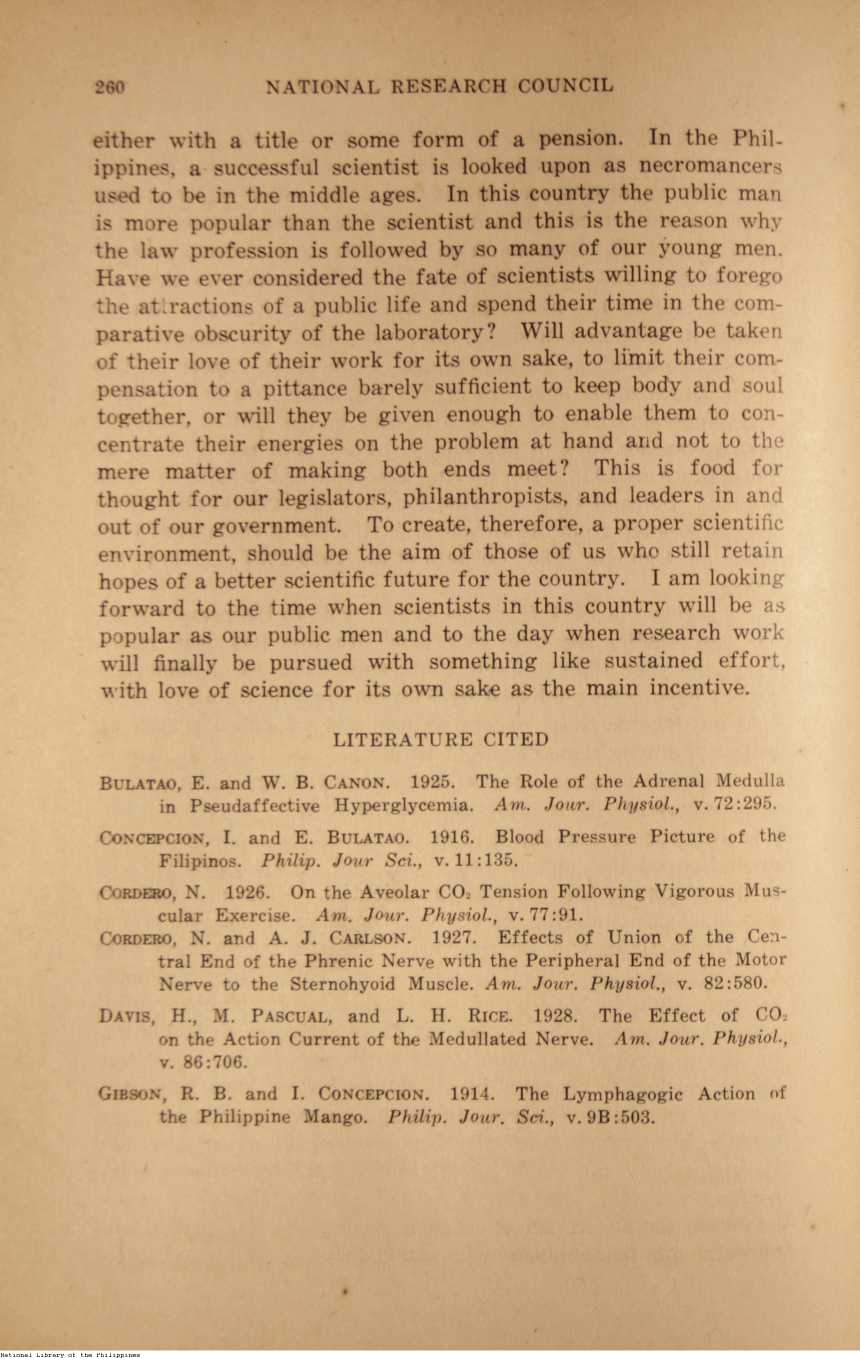 260 NATIONAL RESEARCH COUNCIL
either with a title or some form of a pension. In the Phil-
ippines, a successful scientist is looked upon as necromancers
used to be in the middle ages. In this country the public man
is more popular than the scientist and this is the reason why
the law profession is followed by so many of our young men.
Have we ever considered the fate of scientists willing to forego
the attractions of a public life and spend their time in the com-
parative obscurity of the laboratory? Will advantage be taken
of their love of their work for its own sake, to limit their com-
pensation to a pittance barely sufficient to keep body and soul
together, or will they be given enough to enable them to con-
centrate their energies on the problem at hand and not to the
mere matter of making both ends meet? This is food for
thought for our legislators, philanthropists, and leaders in and
out of our government. To create, therefore, a proper scientific
environment, should be the aim of those of us who still retain
hopes of a better scientific future for the country. I am looking
forward to the time when scientists in this country will be as
popular as our public men and to the day when research work
will finally be pursued with something like sustained effort,
with love of science for its own sake as the main incentive.
LITERATURE CITED
BULATAO, E. and W. B. CANON. 1925. The Role of the Adrenal Medulla
in Pseudaffective Hyperglycemia. Am. Jour. Physiol., v. 72:295.
CONCEPCION, I. and E. BULATAO. 1916. Blood Pressure Picture of the
Filipinos. Philip. Jour Sci., v. 11:135.
CORDERO, N. 1926. On the Aveolar CO₂ Tension Following Vigorous Mus-
cular Exercise. Am. Jour. Physiol., v. 77:91.
CORDERO, N. and A. J. CARLSON. 1927. Effects of Union of the Cen-
tral End of the Phrenic Nerve with the Peripheral End of the Motor
Nerve to the Sternohyoid Muscle. Am. Jour. Physiol., v. 82:580.
DAVIS, H., M. PASCUAL, and L. H. RICE. 1928. The Effect of CO₂
on the Action Current of the Medullated Nerve. Am. Jour. Physiol.,
v. 86:706.
GIBSON, R. B. and I. CONCEPCION. 1914. The Lymphagogic Action of
the Philippine Mango. Philip. Jour. Sci., v. 9B:503.
National Library of the Philippines